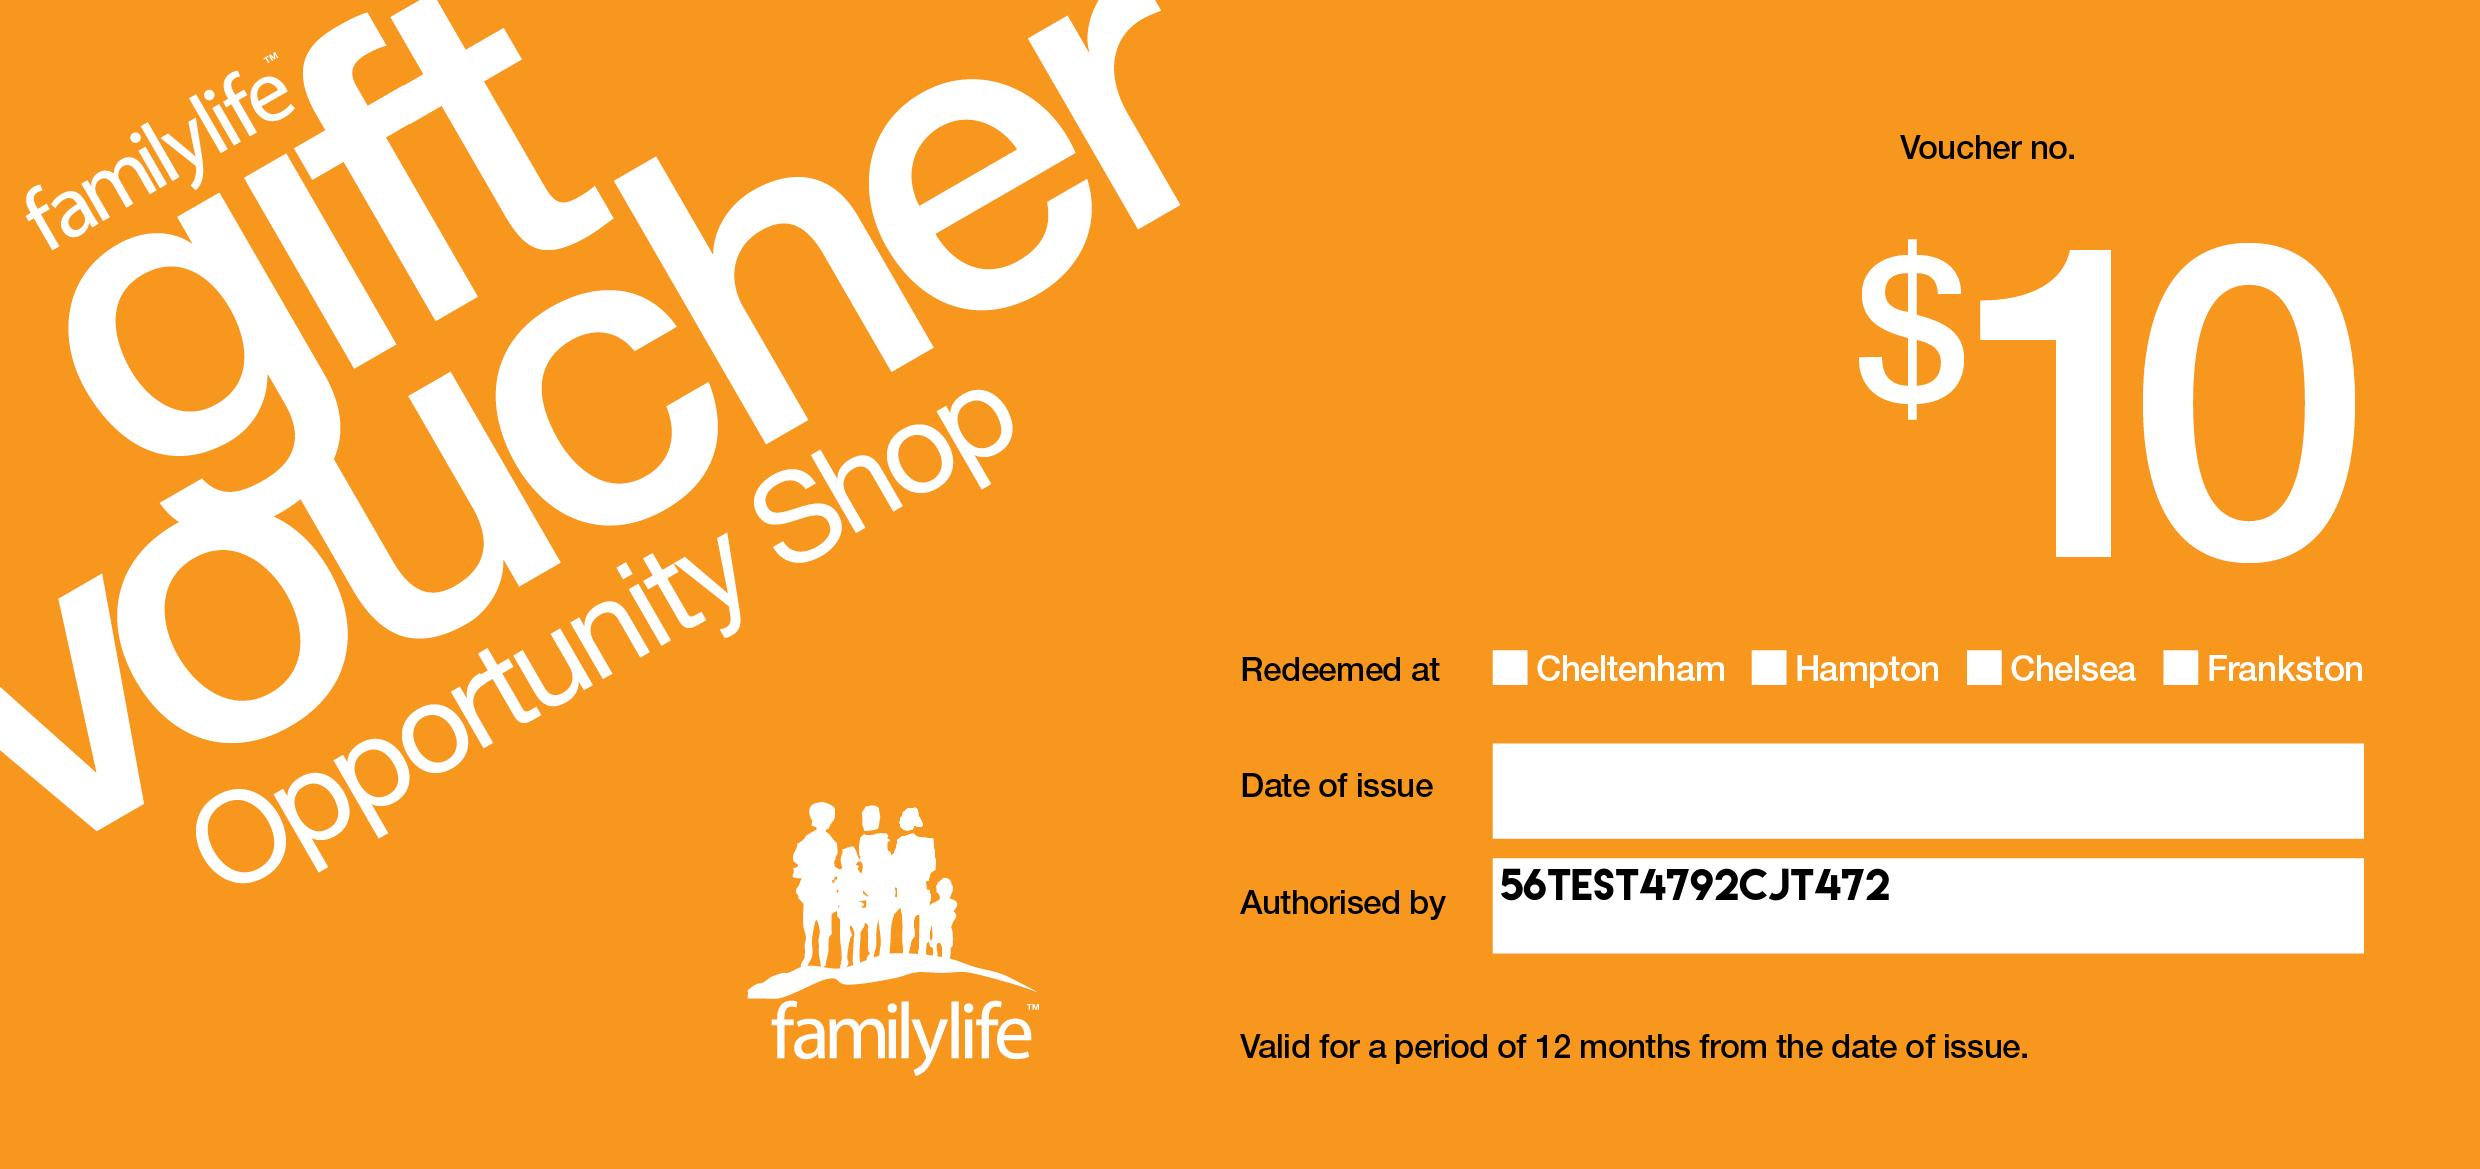 familylife™
gift
voucher
Opportunity Shop
familylife™
Voucher no.
$10
Redeemed at Cheltenham Hampton Chelsea Frankston
Date of issue
Authorised by 56TEST4792CJT472
Valid for a period of 12 months from the date of issue.